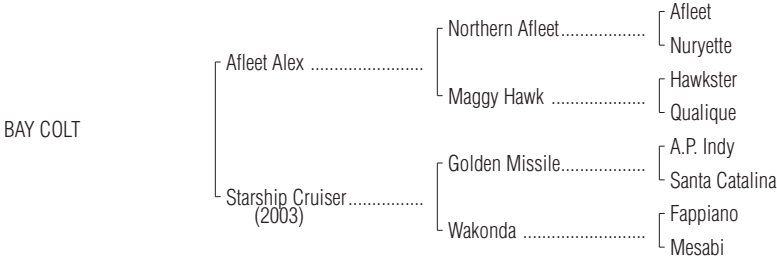 Afleet
Northern Afleet...................
Nuryette
Afleet Alex .......................
Hawkster
Maggy Hawk ....................
Qualique
BAY COLT
A.P. Indy
Golden Missile..................
Santa Catalina
Starship Cruiser................
(2003)
Fappiano
Wakonda .........................
Mesabi